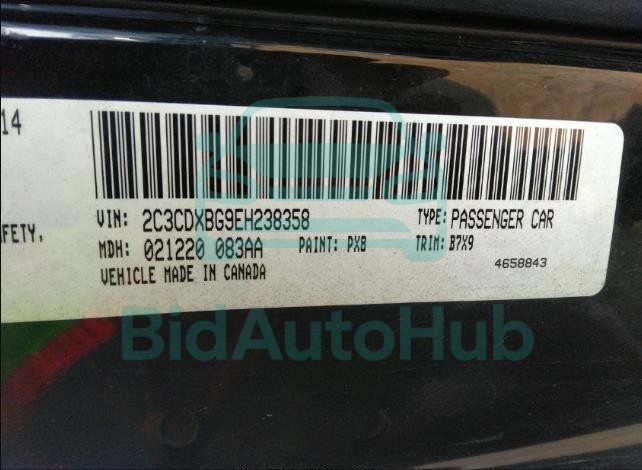 14
AFETY,
VIN: 2C3CDXBG9EH238358 TYPE: PASSENGER CAR
MDH: 021220 083AA PAINT: PX8 TRIM: B7X9
VEHICLE MADE IN CANADA 4658843
BidAutoHub